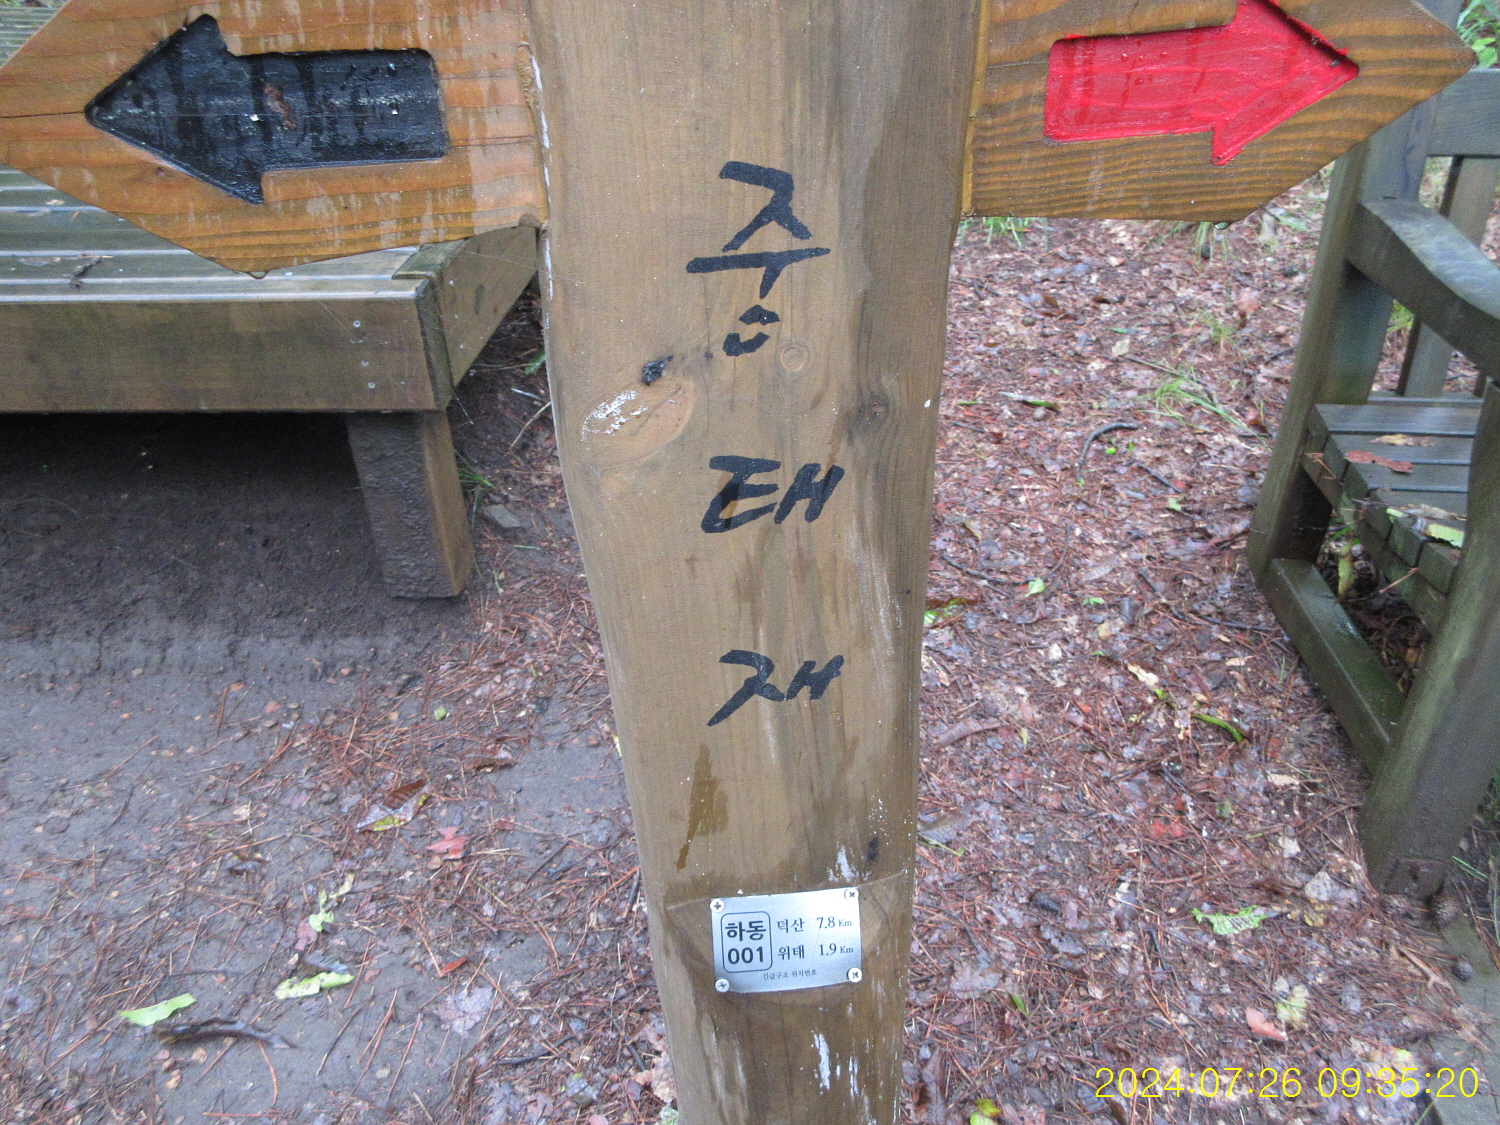 중
태
재
하동
001
덕산 7.8 Km
위태 1.9 Km
긴급구조 위치번호
2024:07:26 09:35:20